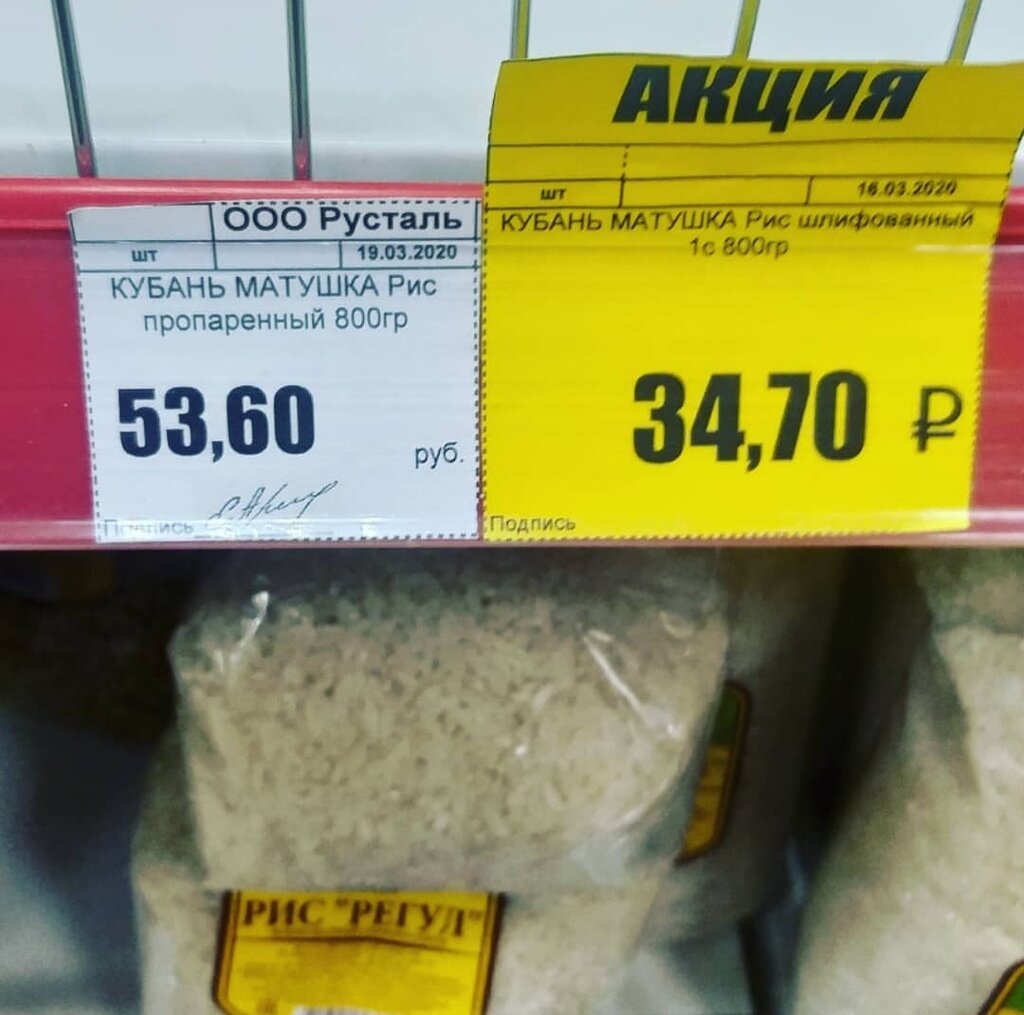 ООО Русталь
шт
19.03.2020
КУБАНЬ МАТУШКА Рис
пропаренный 800гр
53,60
руб.
Подпись
АКЦИЯ
шт
16.03.2020
КУБАНЬ МАТУШКА Рис шлифованный
1с 800гр
34,70 ₽
Подпись
РИС "РЕГУЛ"